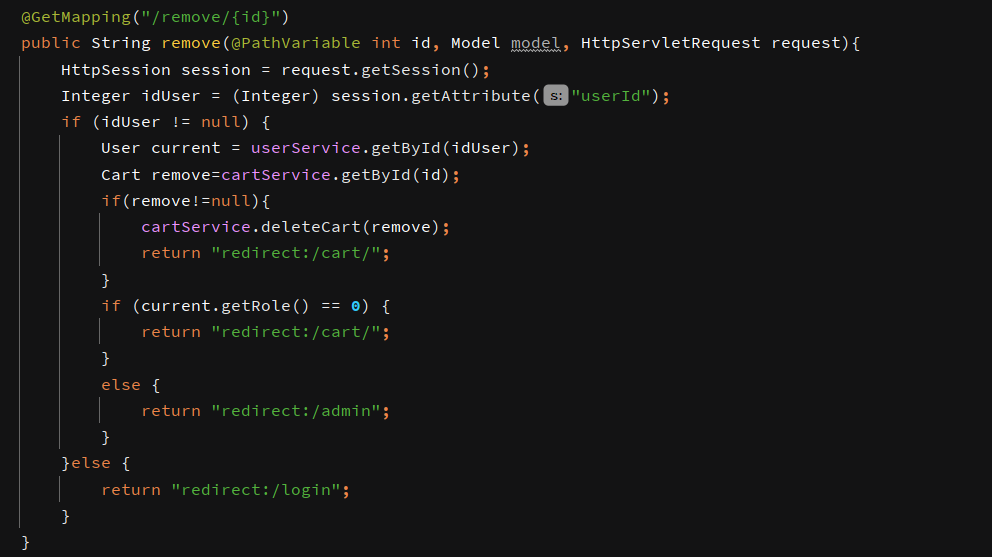 @GetMapping("/remove/{id}")
public String remove(@PathVariable int id, Model model, HttpServletRequest request){
    HttpSession session = request.getSession();
    Integer idUser = (Integer) session.getAttribute( s: "userId");
    if (idUser != null) {
        User current = userService.getById(idUser);
        Cart remove=cartService.getById(id);
        if(remove!=null){
            cartService.deleteCart(remove);
            return "redirect:/cart/";
        }
        if (current.getRole() == 0) {
            return "redirect:/cart/";
        }
        else {
            return "redirect:/admin";
        }
    }else {
        return "redirect:/login";
    }
}